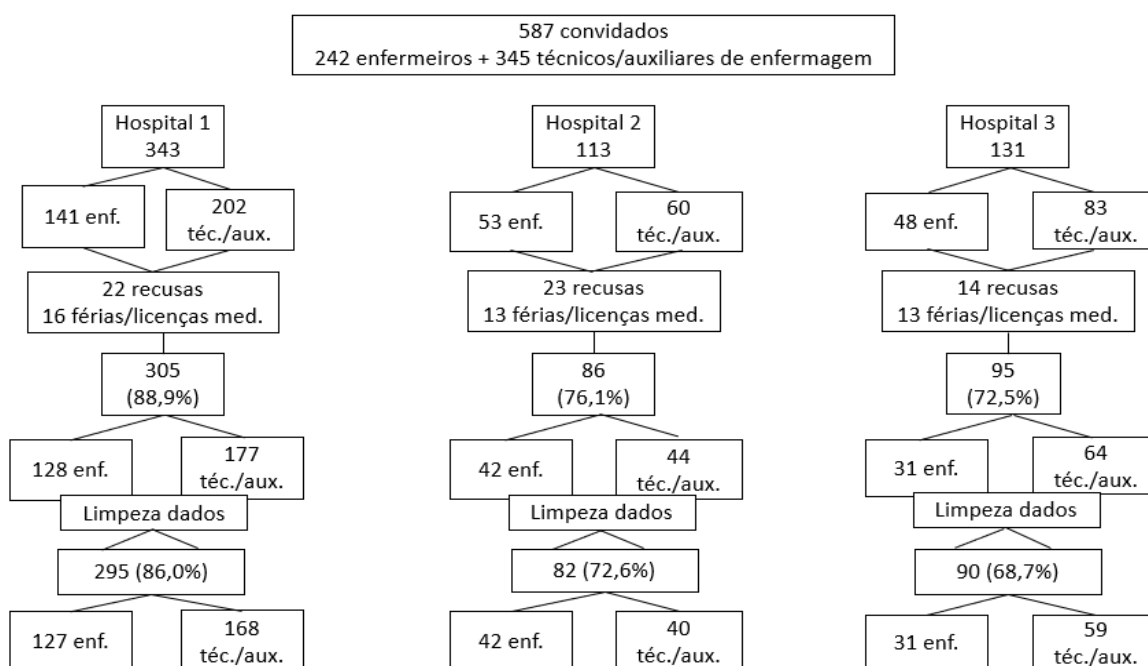 587 convidados
242 enfermeiros + 345 técnicos/auxiliares de enfermagem
Hospital 1
343
141 enf.
202
téc./aux.
22 recusas
16 férias/licenças med.
305
(88,9%)
128 enf.
177
téc./aux.
Limpeza dados
295 (86,0%)
127 enf.
168
téc./aux.
Hospital 2
113
53 enf.
60
téc./aux.
23 recusas
13 férias/licenças med.
86
(76,1%)
42 enf.
44
téc./aux.
Limpeza dados
82 (72,6%)
42 enf.
40
téc./aux.
Hospital 3
131
48 enf.
83
téc./aux.
14 recusas
13 férias/licenças med.
95
(72,5%)
31 enf.
64
téc./aux.
Limpeza dados
90 (68,7%)
31 enf.
59
téc./aux.